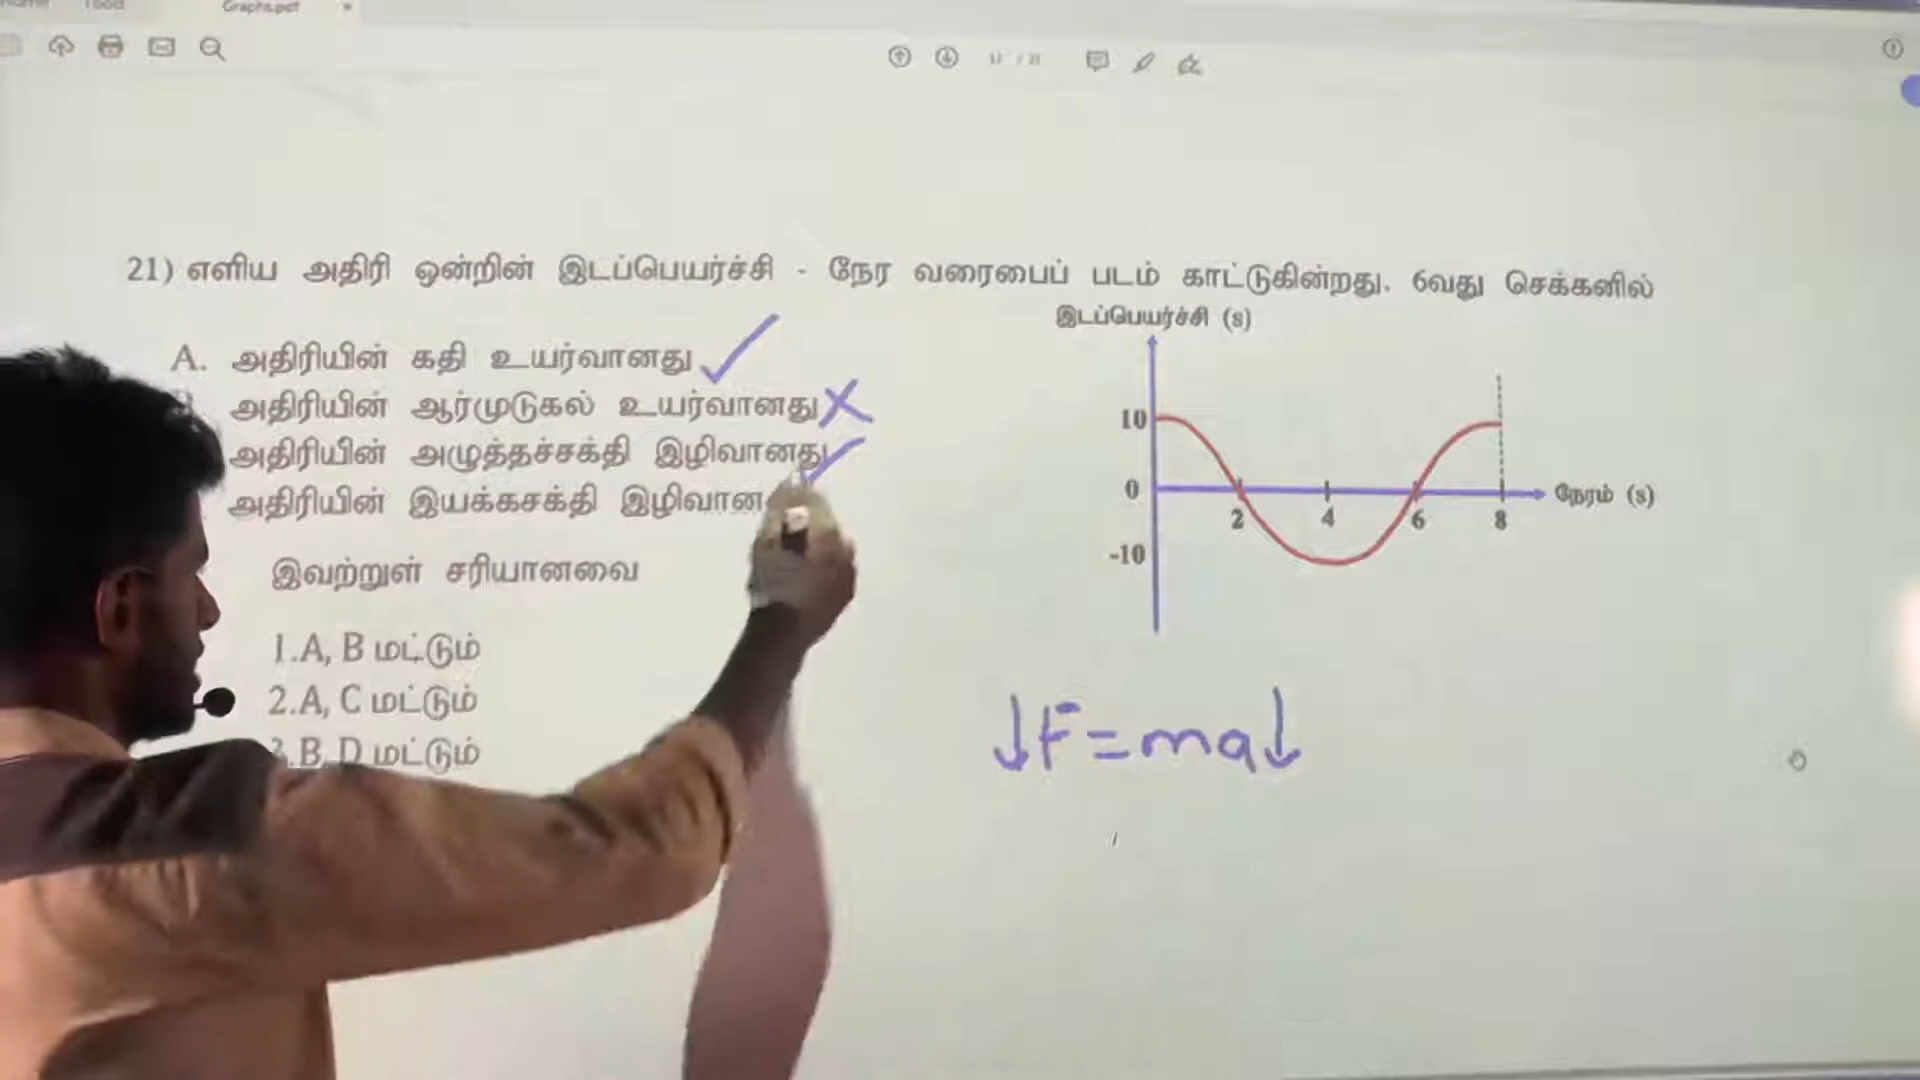 Graphs.pdf
21) எளிய அதிரி ஒன்றின் இடப்பெயர்ச்சி - நேர வரைபைப் படம் காட்டுகின்றது. 6வது செக்கனில்
இடப்பெயர்ச்சி (s)
A. அதிரியின் கதி உயர்வானது
அதிரியின் ஆர்முடுகல் உயர்வானது
அதிரியின் அழுத்தச்சக்தி இழிவானது
அதிரியின் இயக்கசக்தி இழிவான
10
0
-10
2
4
6
8
நேரம் (s)
இவற்றுள் சரியானவை
1.A, B மட்டும்
2.A, C மட்டும்
B, D மட்டும்
↓F=ma↓